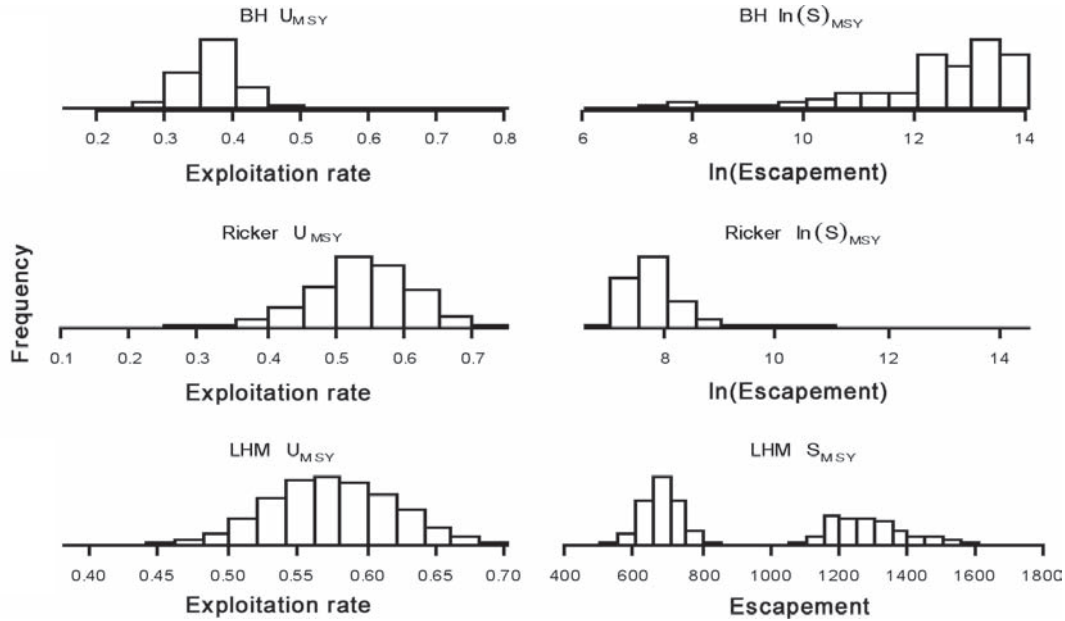 BH U_MSY
BH ln(S)_MSY
0.2 0.3 0.4 0.5 0.6 0.7 0.8
6 8 10 12 14
Exploitation rate
ln(Escapement)
Ricker U_MSY
Ricker ln(S)_MSY
Frequency
0.1 0.2 0.3 0.4 0.5 0.6 0.7
8 10 12 14
Exploitation rate
ln(Escapement)
LHM U_MSY
LHM S_MSY
0.40 0.45 0.50 0.55 0.60 0.65 0.70
400 600 800 1000 1200 1400 1600 1800
Exploitation rate
Escapement